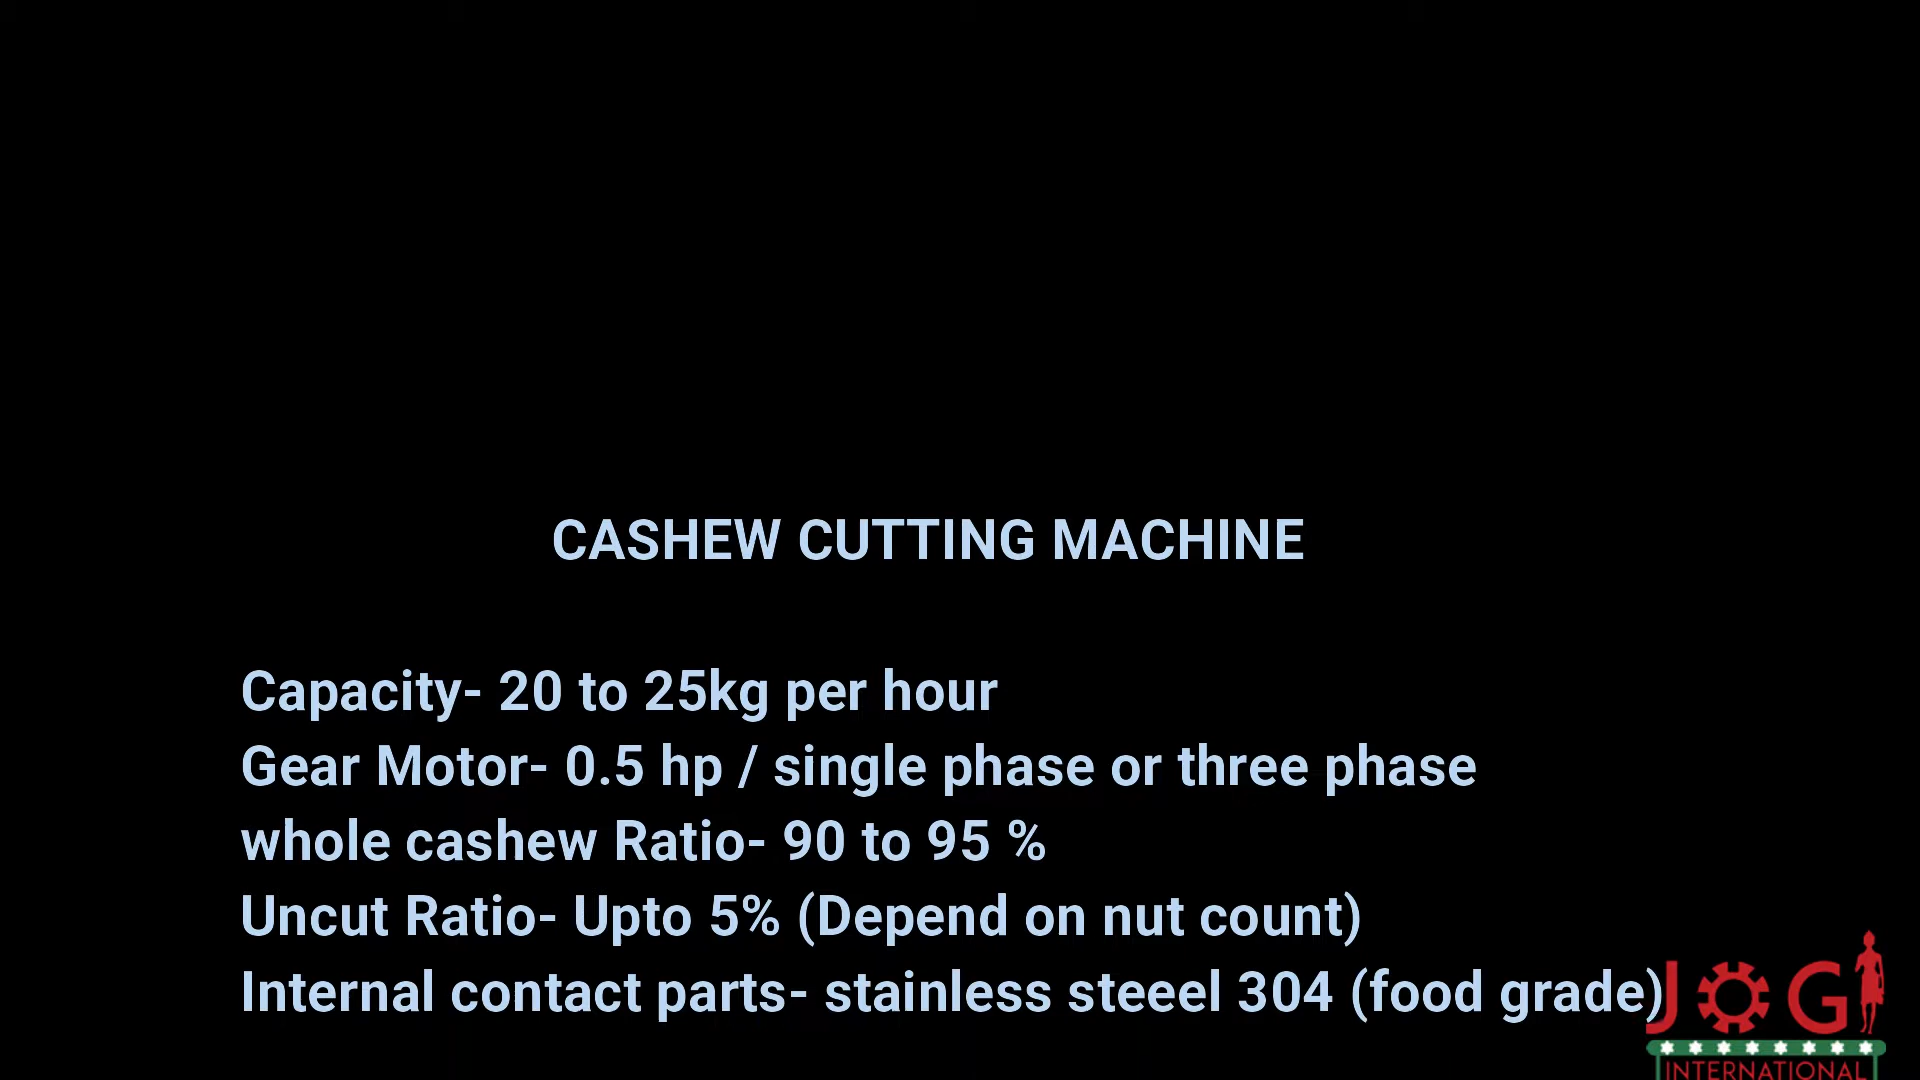 CASHEW CUTTING MACHINE
Capacity- 20 to 25kg per hour
Gear Motor- 0.5 hp / single phase or three phase
whole cashew Ratio- 90 to 95 %
Uncut Ratio- Upto 5% (Depend on nut count)
Internal contact parts- stainless steeel 304 (food grade)
JOGI
INTERNATIONAL